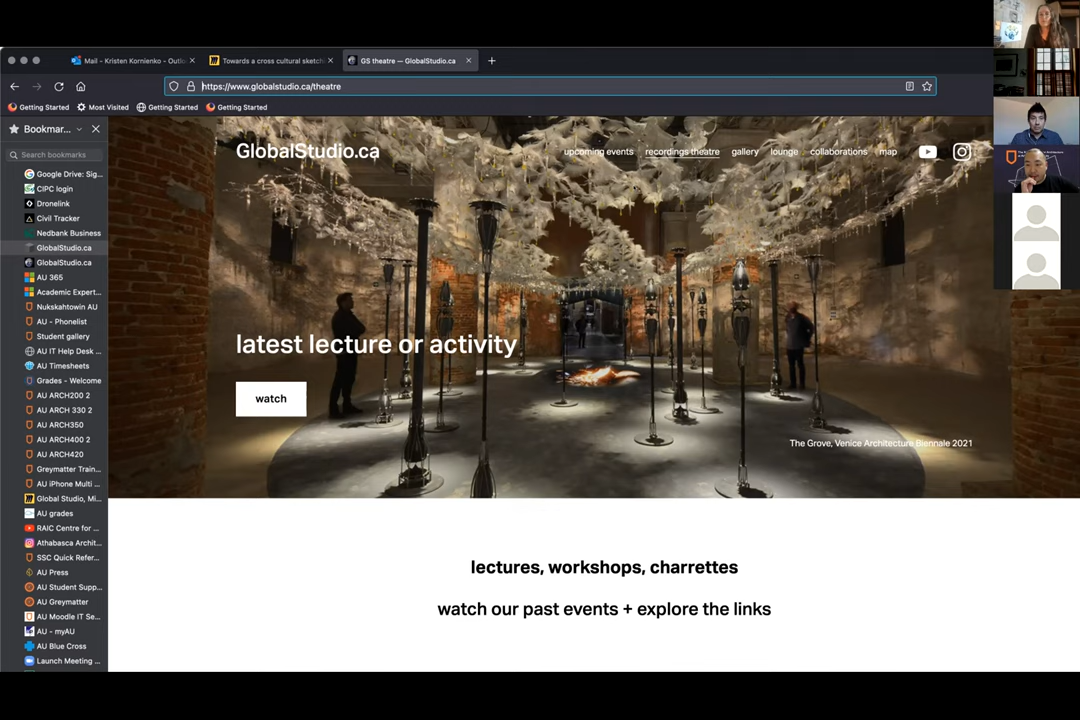 Mail - Kristen Kornienko - Outlo
Towards a cross cultural sketchi
GS theatre — GlobalStudio.ca
https://www.globalstudio.ca/theatre
Getting Started
Most Visited
Getting Started
Getting Started
Bookmar...
Search bookmarks
Google Drive: Sig...
CIPC login
Dronelink
Civil Tracker
Nedbank Business
GlobalStudio.ca
GlobalStudio.ca
AU 365
Academic Expert...
Nukskahtowin AU
AU - Phonelist
Student gallery
AU IT Help Desk ...
AU Timesheets
Grades - Welcome
AU ARCH200 2
AU ARCH 330 2
AU ARCH350
AU ARCH400 2
AU ARCH420
Greymatter Train...
AU iPhone Multi ...
Global Studio, Mi...
AU grades
RAIC Centre for ...
Athabasca Archit...
SSC Quick Refer...
AU Press
AU Student Supp...
AU Greymatter
AU Moodle IT Se...
AU - myAU
AU Blue Cross
Launch Meeting ...
GlobalStudio.ca
upcoming events
recordings theatre
gallery
lounge
collaborations
map
latest lecture or activity
watch
The Grove, Venice Architecture Biennale 2021
lectures, workshops, charrettes
watch our past events + explore the links